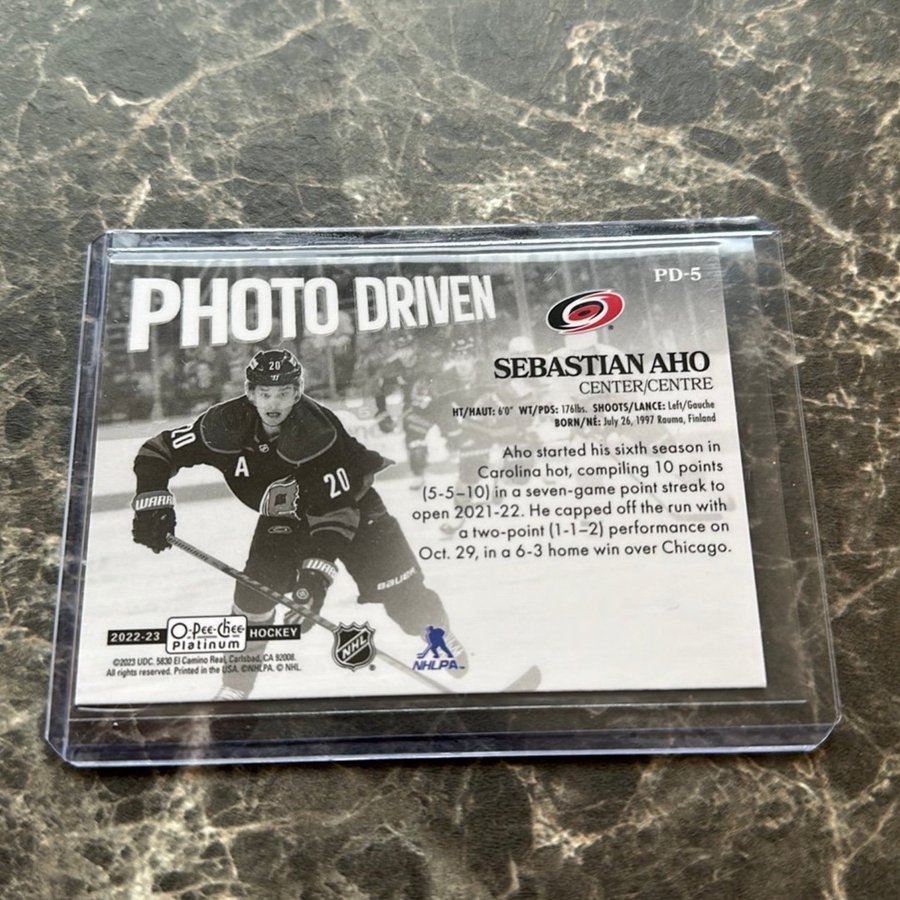 PHOTO DRIVEN
PD-5
SEBASTIAN AHO
CENTER/CENTRE
HT/HAUT: 6'0" WT/PDS: 176lbs. SHOOTS/LANCE: Left/Gauche
BORN/NÉ: July 26, 1997 Rauma, Finland
Aho started his sixth season in
Carolina hot, compiling 10 points
(5-5–10) in a seven-game point streak to
open 2021-22. He capped off the run with
a two-point (1-1–2) performance on
Oct. 29, in a 6-3 home win over Chicago.
20
20
A
20
WARR
BAUER
2022-23 O-Pee-Chee Platinum HOCKEY
NHL
NHLPA
©2023 UDC. 5830 El Camino Real, Carlsbad, CA 92008.
All rights reserved. Printed in the USA. ©NHLPA. © NHL.